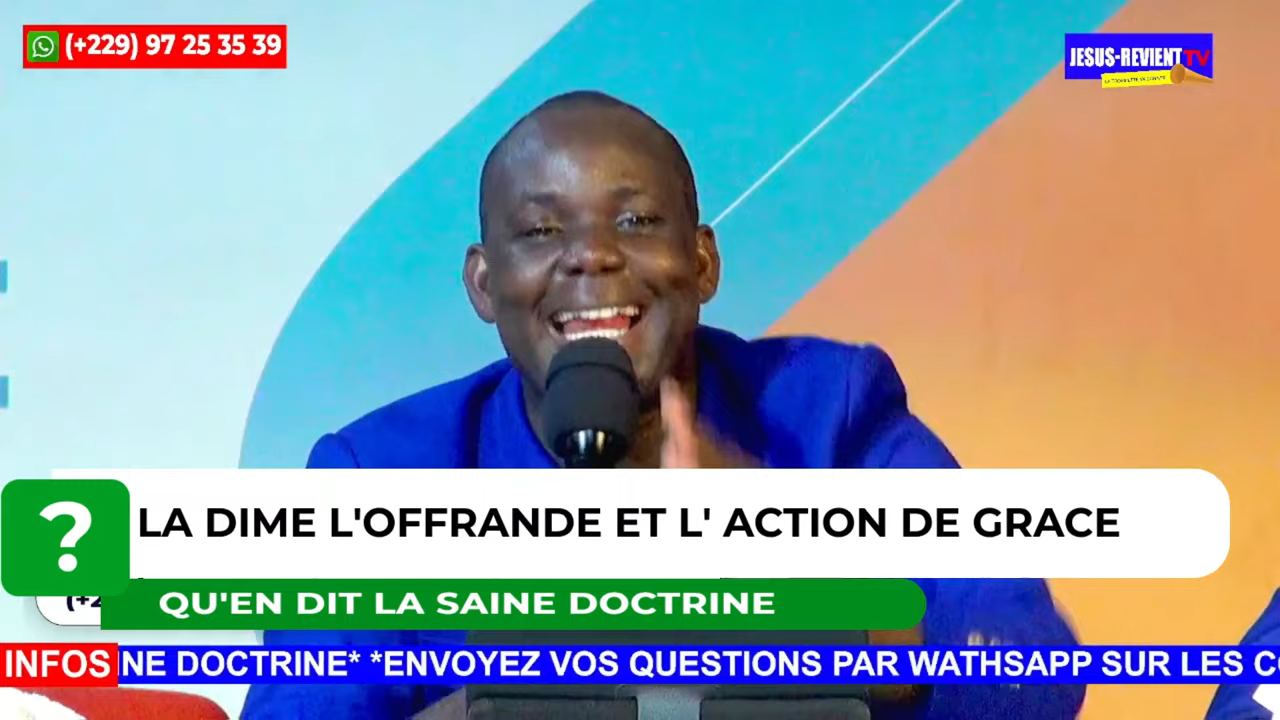 (+229) 97 25 35 39
JESUS-REVIENT TV
?
LA DIME L'OFFRANDE ET L' ACTION DE GRACE
(+2
QU'EN DIT LA SAINE DOCTRINE
INFOS
NE DOCTRINE* *ENVOYEZ VOS QUESTIONS PAR WATHSAPP SUR LES C